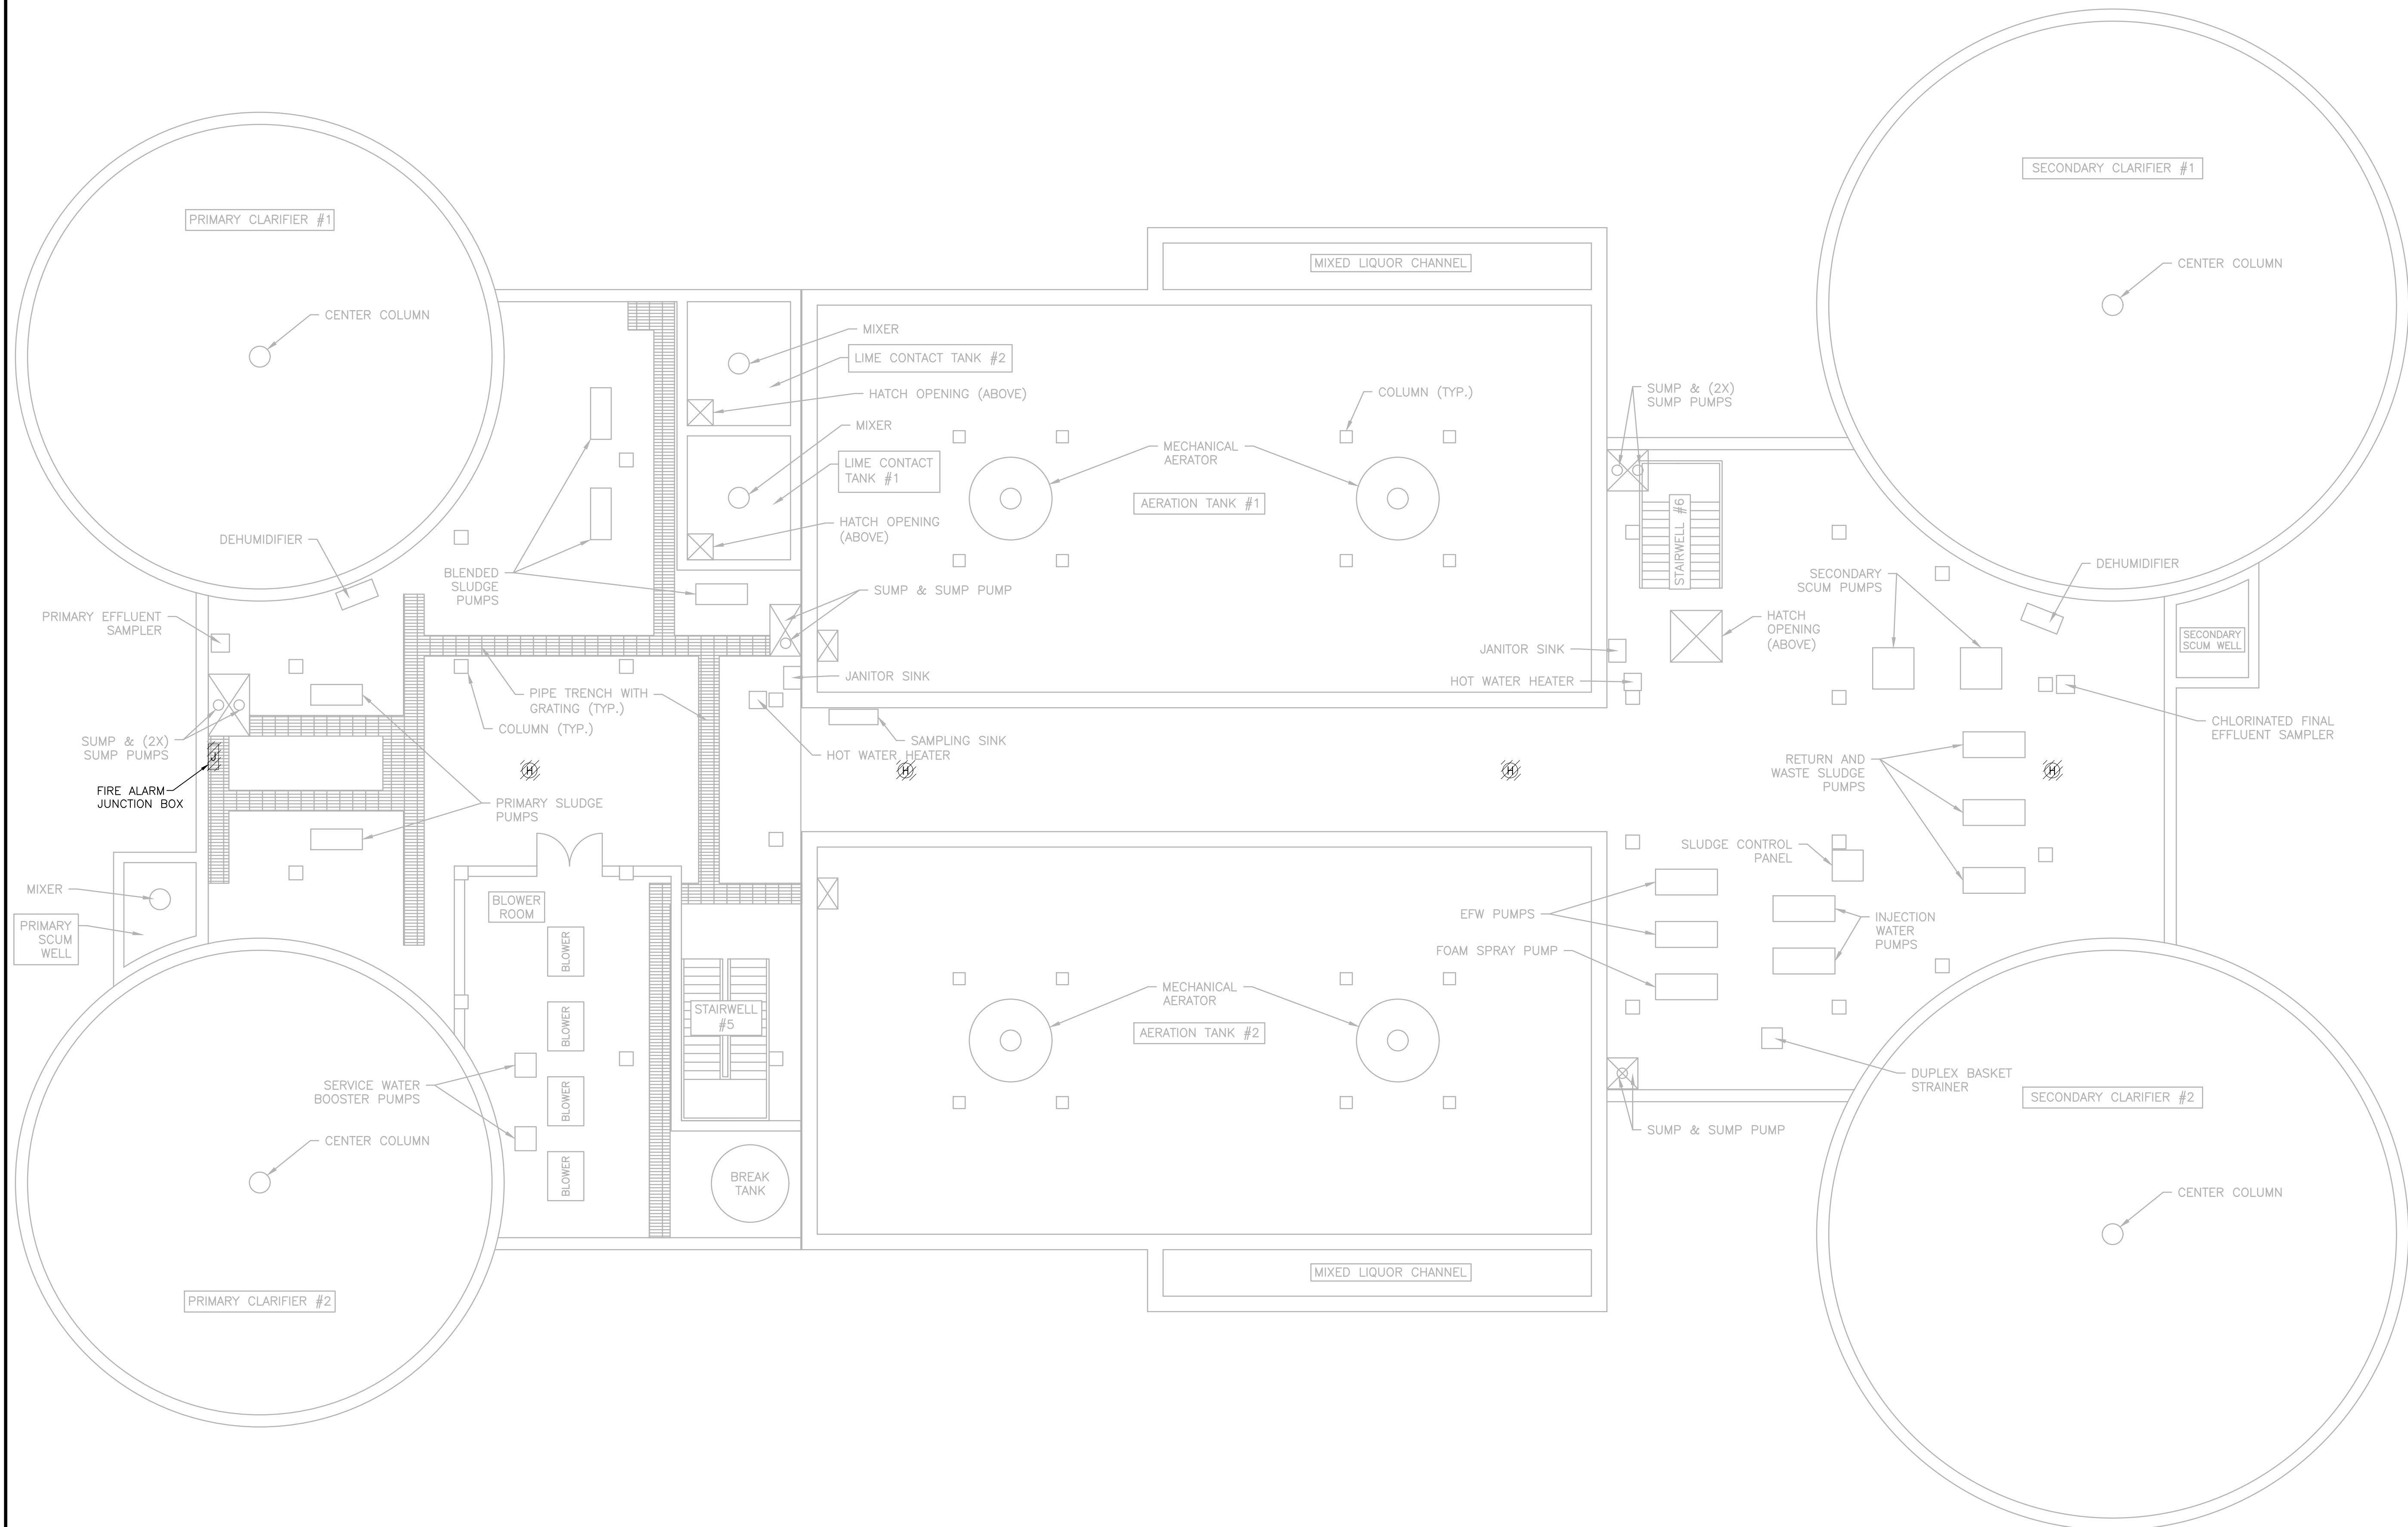 SECONDARY CLARIFIER #1
PRIMARY CLARIFIER #1
MIXED LIQUOR CHANNEL
CENTER COLUMN
CENTER COLUMN
MIXER
LIME CONTACT TANK #2
HATCH OPENING (ABOVE)
COLUMN (TYP.)
SUMP & (2X)
SUMP PUMPS
MIXER
LIME CONTACT
TANK #1
MECHANICAL
AERATOR
AERATION TANK #1
STAIRWELL #6
HATCH OPENING
(ABOVE)
DEHUMIDIFIER
BLENDED
SLUDGE
PUMPS
SUMP & SUMP PUMP
SECONDARY
SCUM PUMPS
DEHUMIDIFIER
PRIMARY EFFLUENT
SAMPLER
HATCH
OPENING
(ABOVE)
SECONDARY
SCUM WELL
JANITOR SINK
JANITOR SINK
HOT WATER HEATER
PIPE TRENCH WITH
GRATING (TYP.)
COLUMN (TYP.)
SUMP & (2X)
SUMP PUMPS
SAMPLING SINK
HOT WATER HEATER
CHLORINATED FINAL
EFFLUENT SAMPLER
J
H
H
H
H
RETURN AND
WASTE SLUDGE
PUMPS
FIRE ALARM
JUNCTION BOX
PRIMARY SLUDGE
PUMPS
SLUDGE CONTROL
PANEL
MIXER
PRIMARY
SCUM
WELL
BLOWER
ROOM
BLOWER
EFW PUMPS
INJECTION
WATER
PUMPS
FOAM SPRAY PUMP
STAIRWELL
#5
BLOWER
MECHANICAL
AERATOR
AERATION TANK #2
SERVICE WATER
BOOSTER PUMPS
BLOWER
DUPLEX BASKET
STRAINER
SECONDARY CLARIFIER #2
CENTER COLUMN
SUMP & SUMP PUMP
BLOWER
BREAK
TANK
CENTER COLUMN
MIXED LIQUOR CHANNEL
PRIMARY CLARIFIER #2